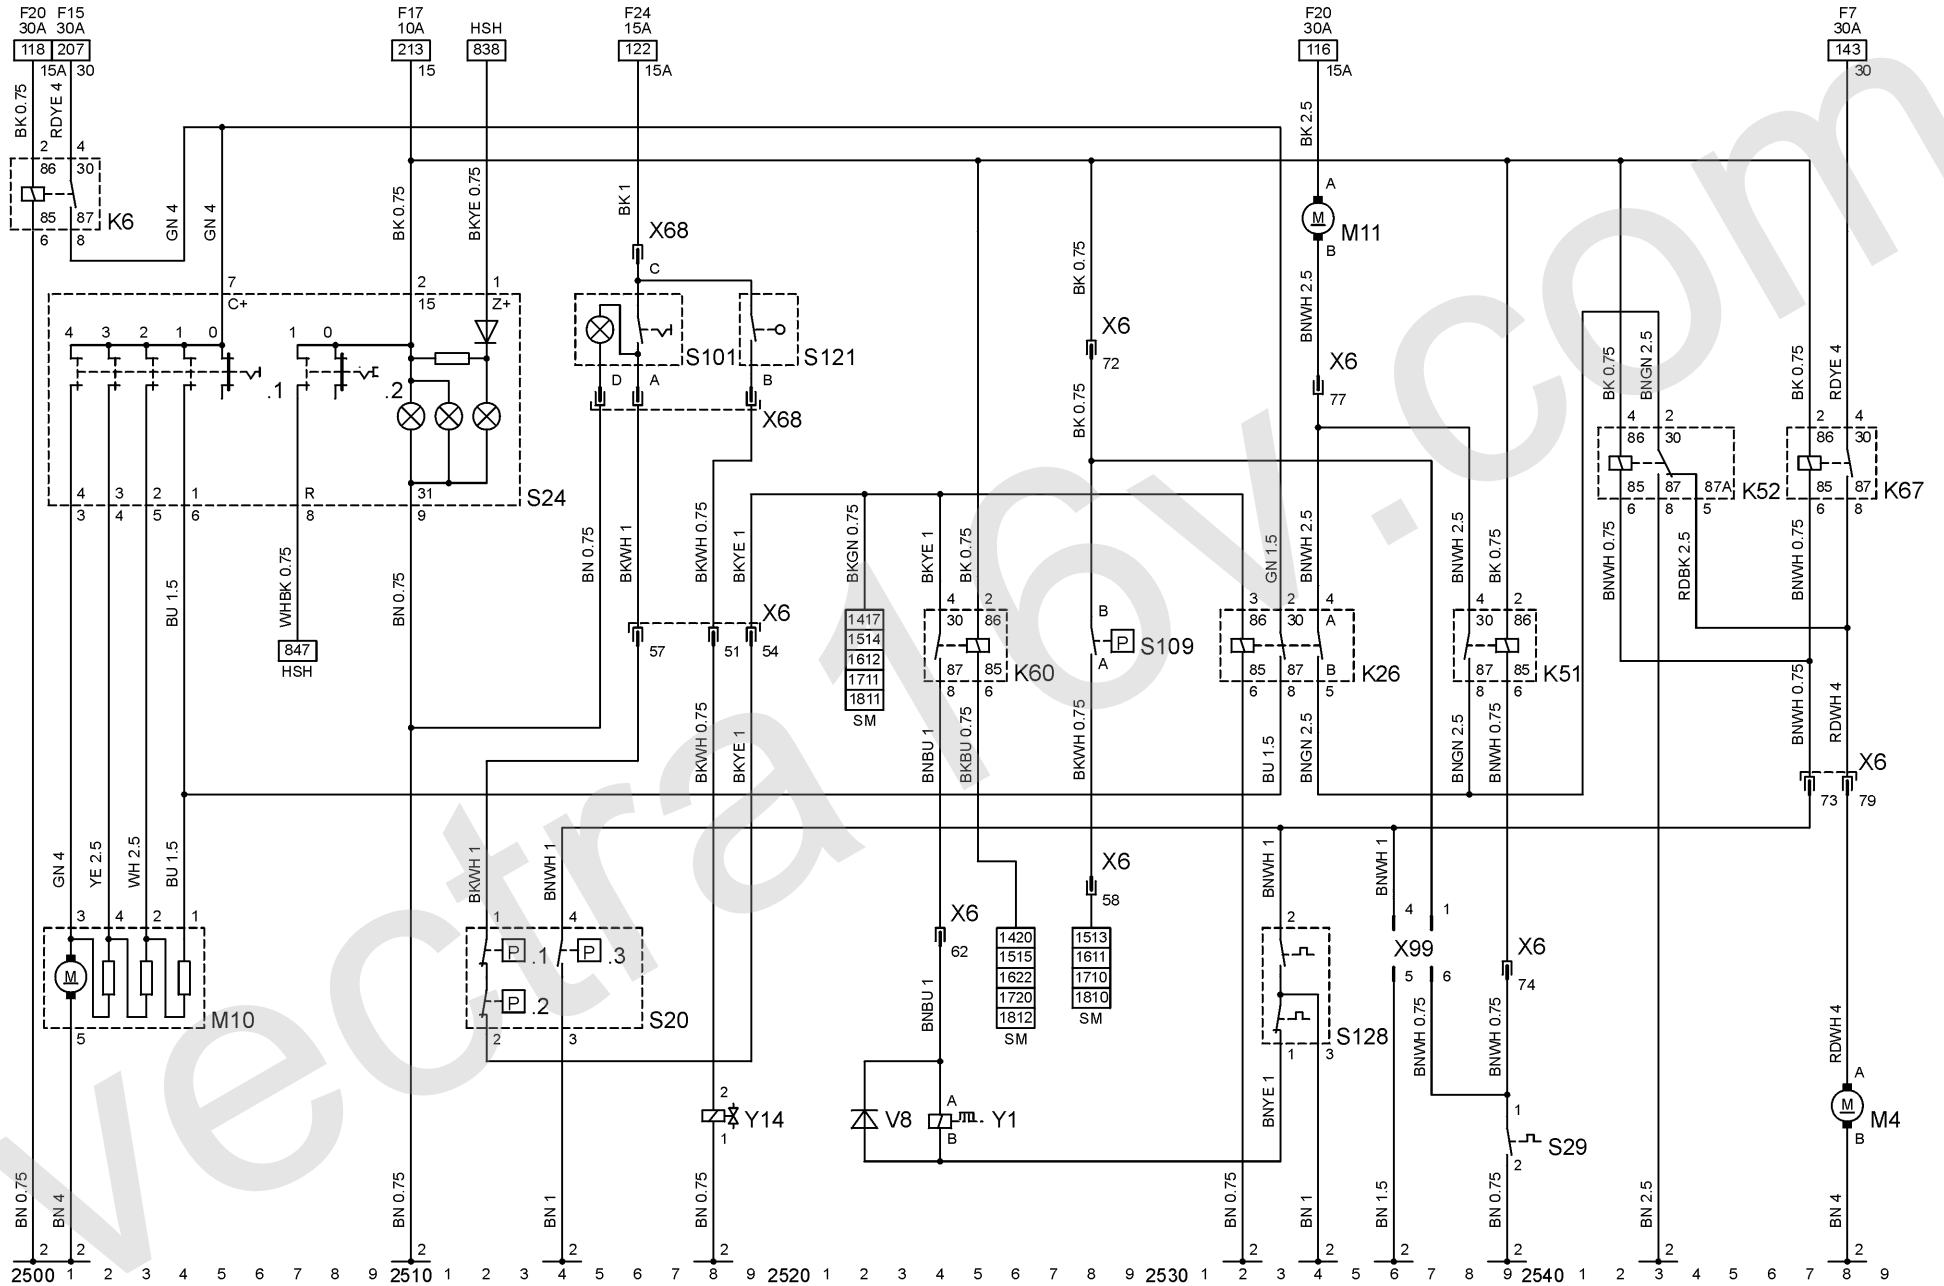 F20 F15 F17 F24 F20 F7
30A 30A 10A HSH 15A 30A 30A
118 207 213 838 122 116 143
15A 30 15 15A 15A 30
BK 0.75 RDYE 4 BK 2.5
2 4
86 30
85 87 K6
6 8
GN 4 GN 4 BK 0.75 BKYE 0.75 BK 1
X68
C
A
M
M11
B
BK 0.75 BNWH 2.5
7 2 1
C+ 15 Z+
4 3 2 1 0 1 0
.1 .2
S101 S121
D A B
X68
X6
72
X6
77
BK 0.75
BK 0.75 BNGN 2.5 BK 0.75 RDYE 4
4 2 2 4
86 30 86 30
85 87 87A K52 85 87 K67
6 8 5 6 8
4 3 2 1 R 31 S24
3 4 5 6 8 9
BU 1.5 WHBK 0.75 BN 0.75 BN 0.75 BKWH 1 BKWH 0.75 BKYE 1 BKGN 0.75 BKYE 1 BK 0.75 GN 1.5 BNWH 2.5 BNWH 2.5 BK 0.75 BNWH 0.75 RDBK 2.5 BNWH 0.75
847
HSH
X6
57 51 54
1417
1514
1612
1711
1811
SM
4 2
30 86
87 85 K60
8 6
B
P S109
A
3 2 4
86 30 A
85 87 B K26
6 8 5
4 2
30 86
87 85 K51
8 6
BKWH 0.75 BKYE 1 BNBU 1 BKBU 0.75 BKWH 0.75 BU 1.5 BNGN 2.5 BNGN 2.5 BNWH 0.75 BNWH 0.75 RDWH 4
X6
73 79
GN 4 YE 2.5 WH 2.5 BU 1.5 BKWH 1 BNWH 1 BNWH 1 BNWH 1
X6
58
3 4 2 1
M
M10
5
1 4
P .1 P .3
P .2
S20
2 3
X6
62
1420
1515
1622
1720
1812
SM
1513
1611
1710
1810
SM
2
S128
1 3
4 1
X99
5 6
X6
74
BNBU 1 BNWH 0.75 BNWH 0.75 RDWH 4
2
Y14
1
V8
A
Y1
B
BNYE 1
1
S29
2
A
M
M4
B
BN 0.75 BN 4 BN 0.75 BN 1 BN 0.75 BN 0.75 BN 1 BN 1.5 BN 0.75 BN 2.5 BN 4
2 2 2 2 2 2 2 2 2 2 2
2500 1 2 3 4 5 6 7 8 9 2510 1 2 3 4 5 6 7 8 9 2520 1 2 3 4 5 6 7 8 9 2530 1 2 3 4 5 6 7 8 9 2540 1 2 3 4 5 6 7 8 9
vectra16v.com